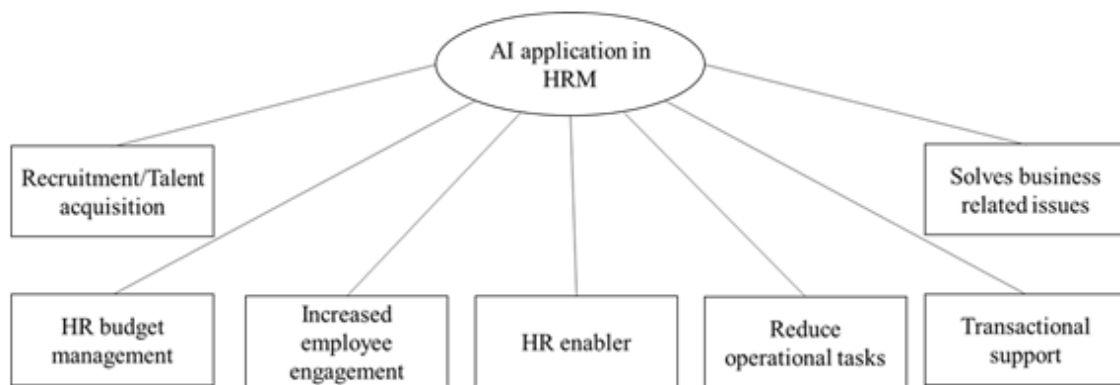 AI application in
HRM
Recruitment/Talent
acquisition
Solves business
related issues
HR budget
management
Increased
employee
engagement
HR enabler
Reduce
operational tasks
Transactional
support